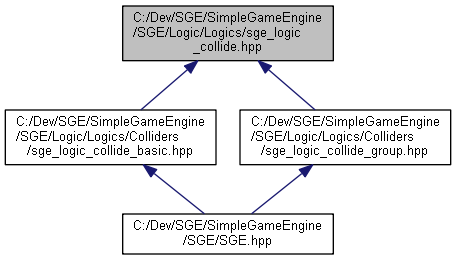 C:/Dev/SGE/SimpleGameEngine
/SGE/Logic/Logics/sge_logic
_collide.hpp
C:/Dev/SGE/SimpleGameEngine
/SGE/Logic/Logics/Colliders
/sge_logic_collide_basic.hpp
C:/Dev/SGE/SimpleGameEngine
/SGE/Logic/Logics/Colliders
/sge_logic_collide_group.hpp
C:/Dev/SGE/SimpleGameEngine
/SGE/SGE.hpp